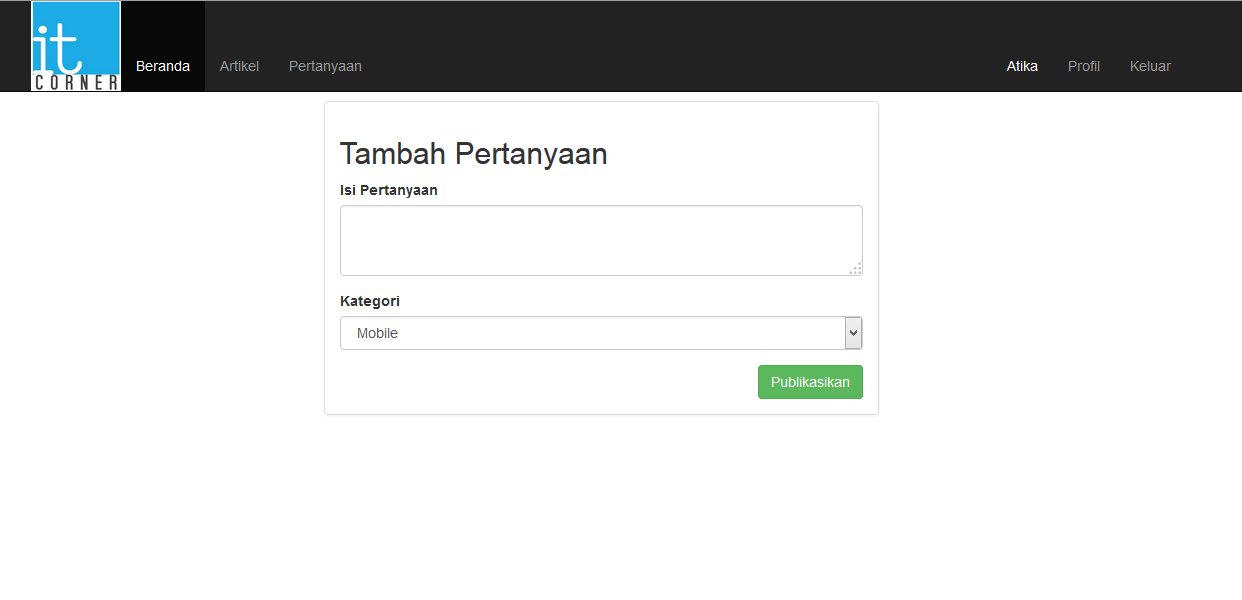 it
CORNER
Beranda Artikel Pertanyaan Atika Profil Keluar
Tambah Pertanyaan
Isi Pertanyaan
Kategori
Mobile
Publikasikan